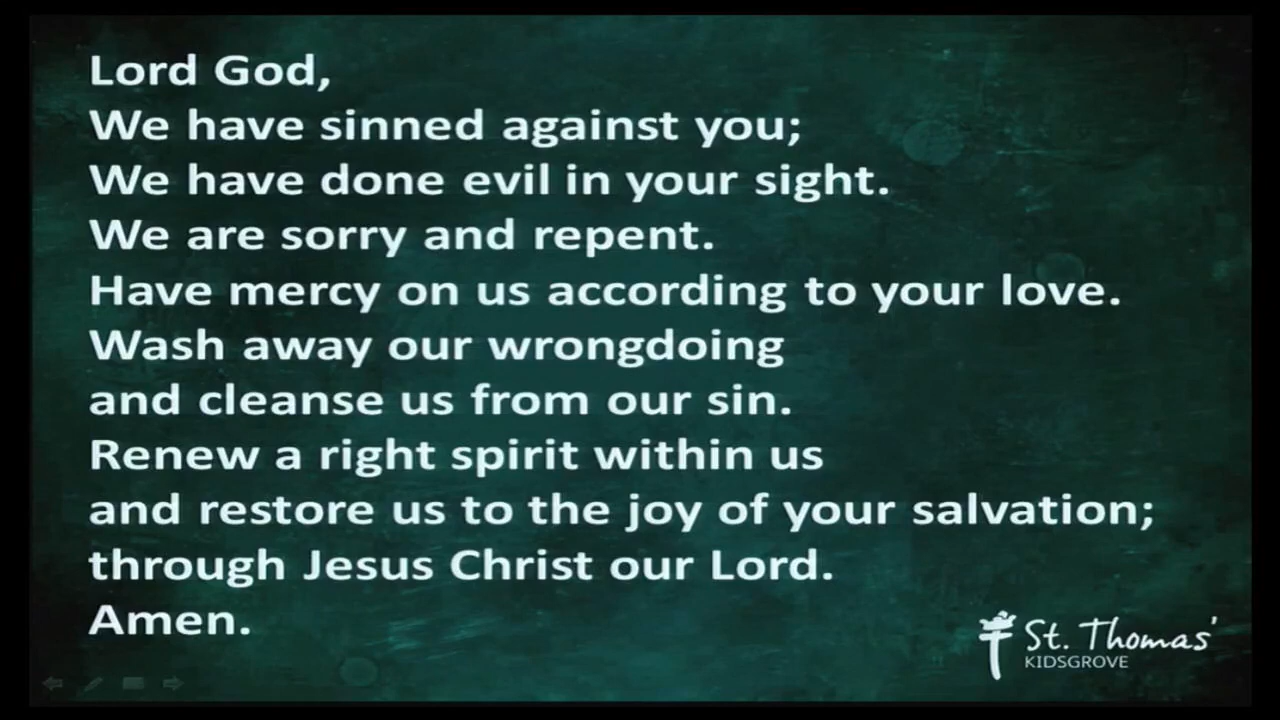 Lord God,
We have sinned against you;
We have done evil in your sight.
We are sorry and repent.
Have mercy on us according to your love.
Wash away our wrongdoing
and cleanse us from our sin.
Renew a right spirit within us
and restore us to the joy of your salvation;
through Jesus Christ our Lord.
Amen.
St. Thomas'
KIDSGROVE